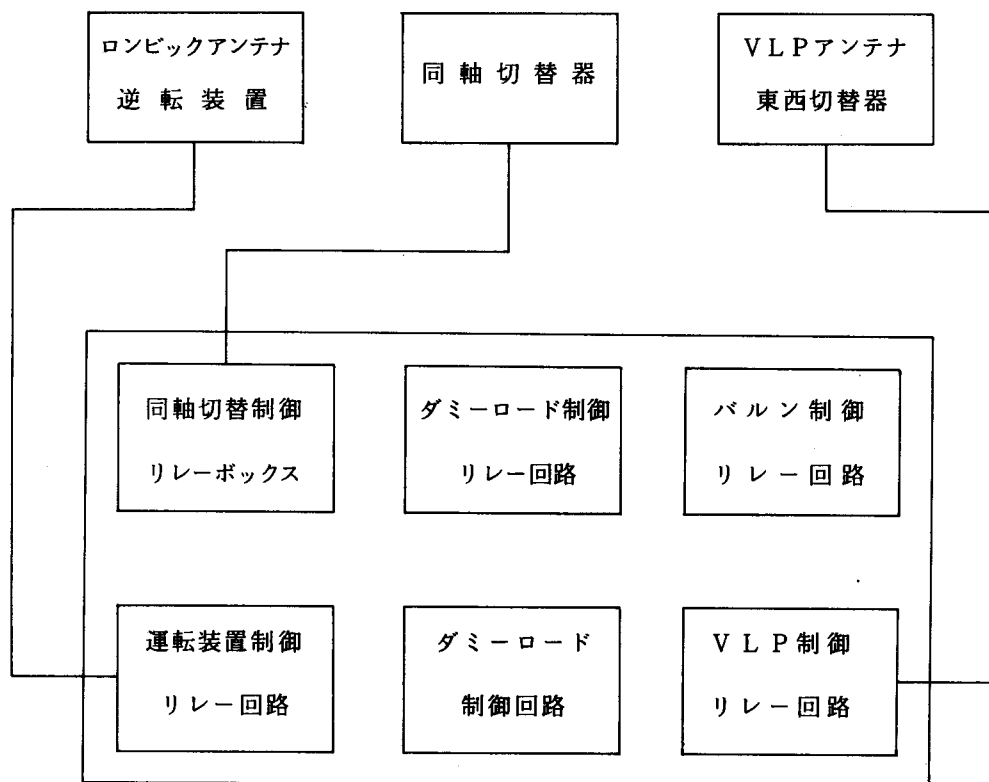 ロンビックアンテナ
逆転装置
同軸切替器
VLPアンテナ
東西切替器
同軸切替制御
リレーボックス
ダミーロード制御
リレー回路
バルン制御
リレー回路
運転装置制御
リレー回路
ダミーロード
制御回路
VLP制御
リレー回路